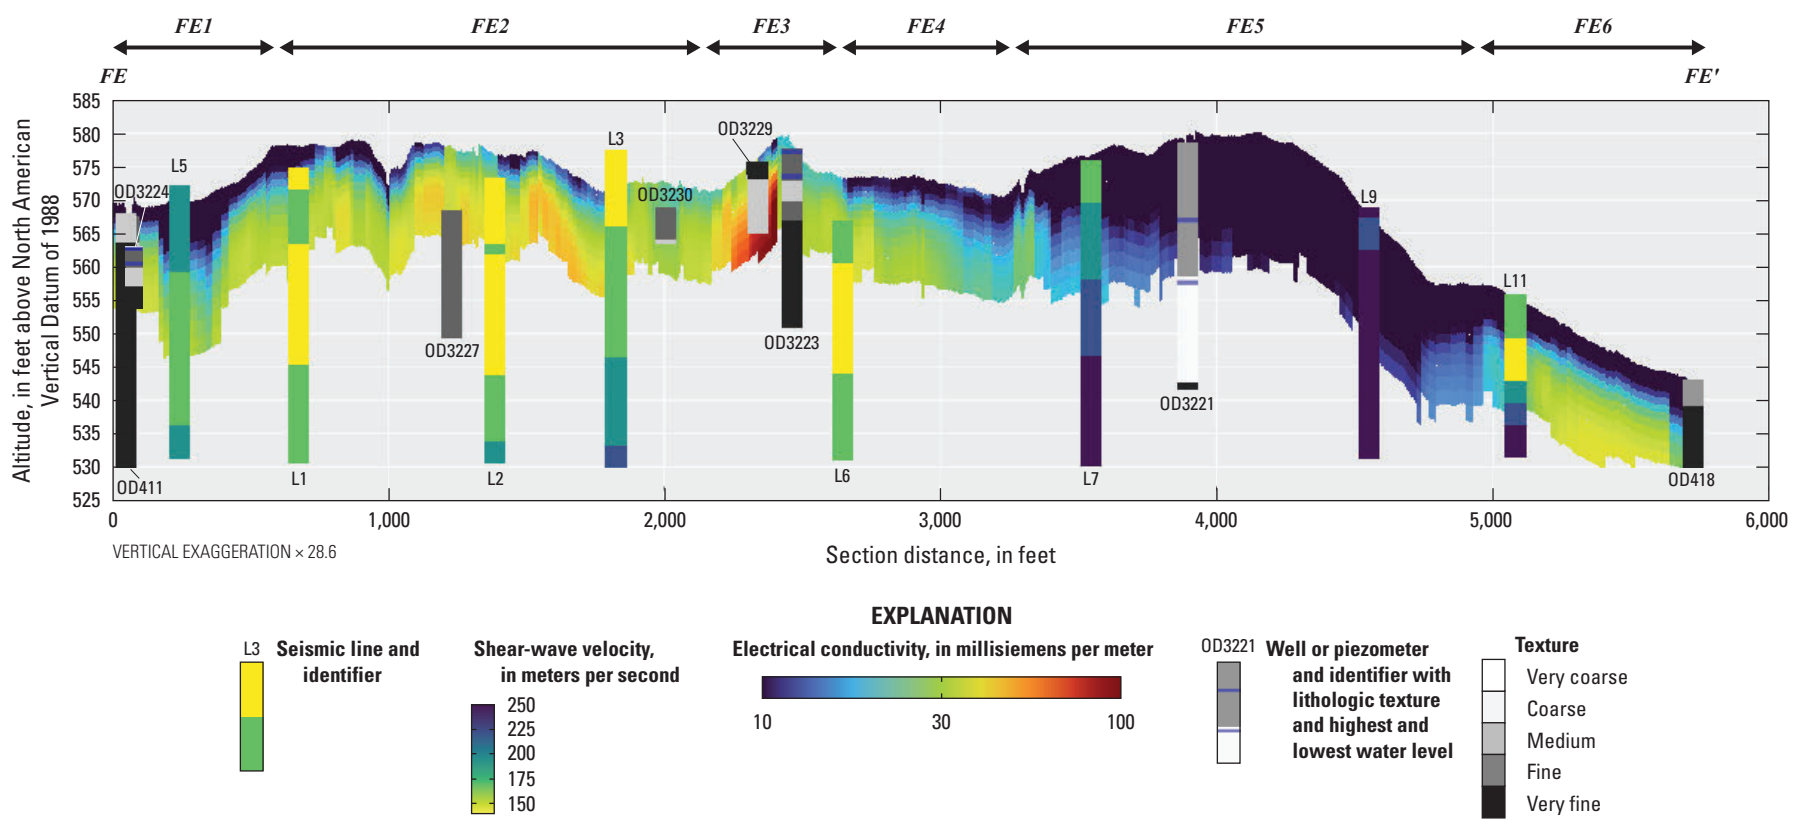 FE1 FE2 FE3 FE4 FE5 FE6
FE FE'
Altitude, in feet above North American
Vertical Datum of 1988
585
580
575
570
565
560
555
550
545
540
535
530
525
OD3224
L5
L3
OD3229
OD3230
L9
L11
OD3227
OD3223
OD3221
OD411
L1
L2
L6
L7
OD418
0 1,000 2,000 3,000 4,000 5,000 6,000
VERTICAL EXAGGERATION × 28.6
Section distance, in feet
EXPLANATION
L3
Seismic line and
identifier
Shear-wave velocity,
in meters per second
250
225
200
175
150
Electrical conductivity, in millisiemens per meter
10 30 100
OD3221
Well or piezometer
and identifier with
lithologic texture
and highest and
lowest water level
Texture
Very coarse
Coarse
Medium
Fine
Very fine